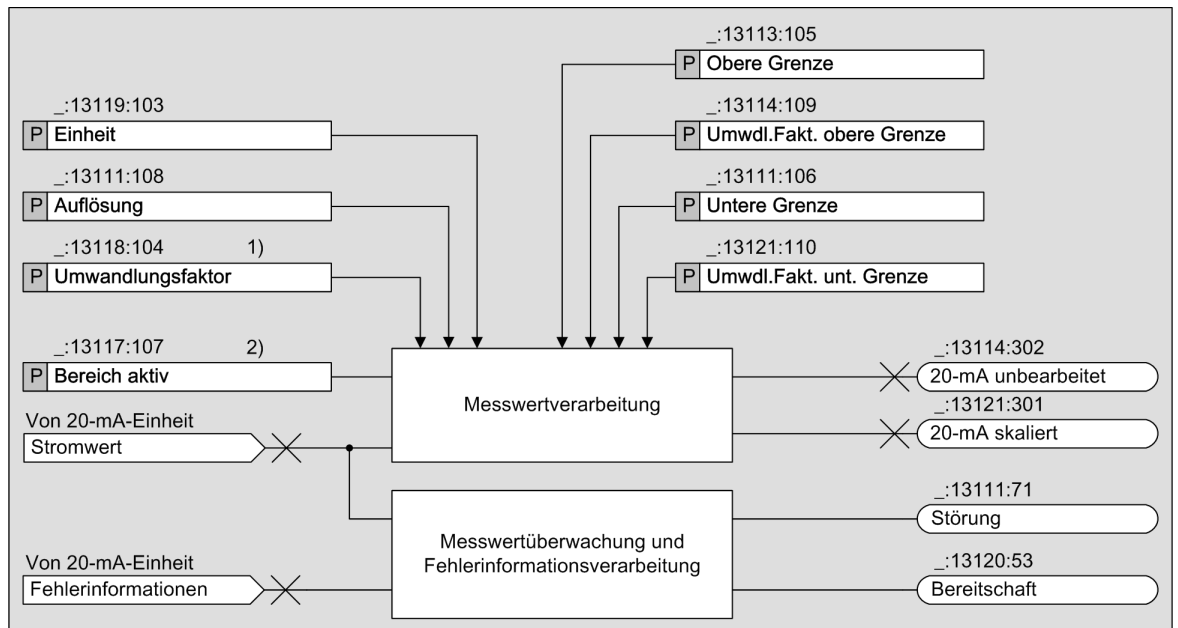 _:13113:105
P Obere Grenze
_:13119:103
P Einheit
_:13114:109
P Umwdl.Fakt. obere Grenze
_:13111:108
P Auflösung
_:13111:106
P Untere Grenze
_:13118:104 1)
P Umwandlungsfaktor
_:13121:110
P Umwdl.Fakt. unt. Grenze
_:13117:107 2)
P Bereich aktiv
Messwertverarbeitung
_:13114:302
20-mA unbearbeitet
Von 20-mA-Einheit
Stromwert
_:13121:301
20-mA skaliert
Messwertüberwachung und
Fehlerinformationsverarbeitung
_:13111:71
Störung
Von 20-mA-Einheit
Fehlerinformationen
_:13120:53
Bereitschaft